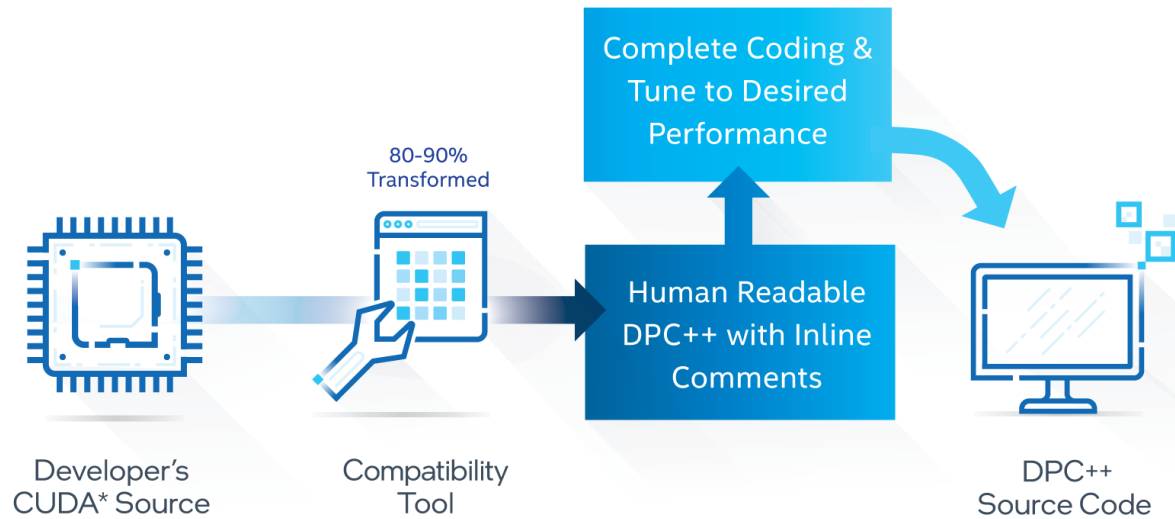 Complete Coding &
Tune to Desired
Performance
80-90%
Transformed
Human Readable
DPC++ with Inline
Comments
Developer's
CUDA* Source
Compatibility
Tool
DPC++
Source Code